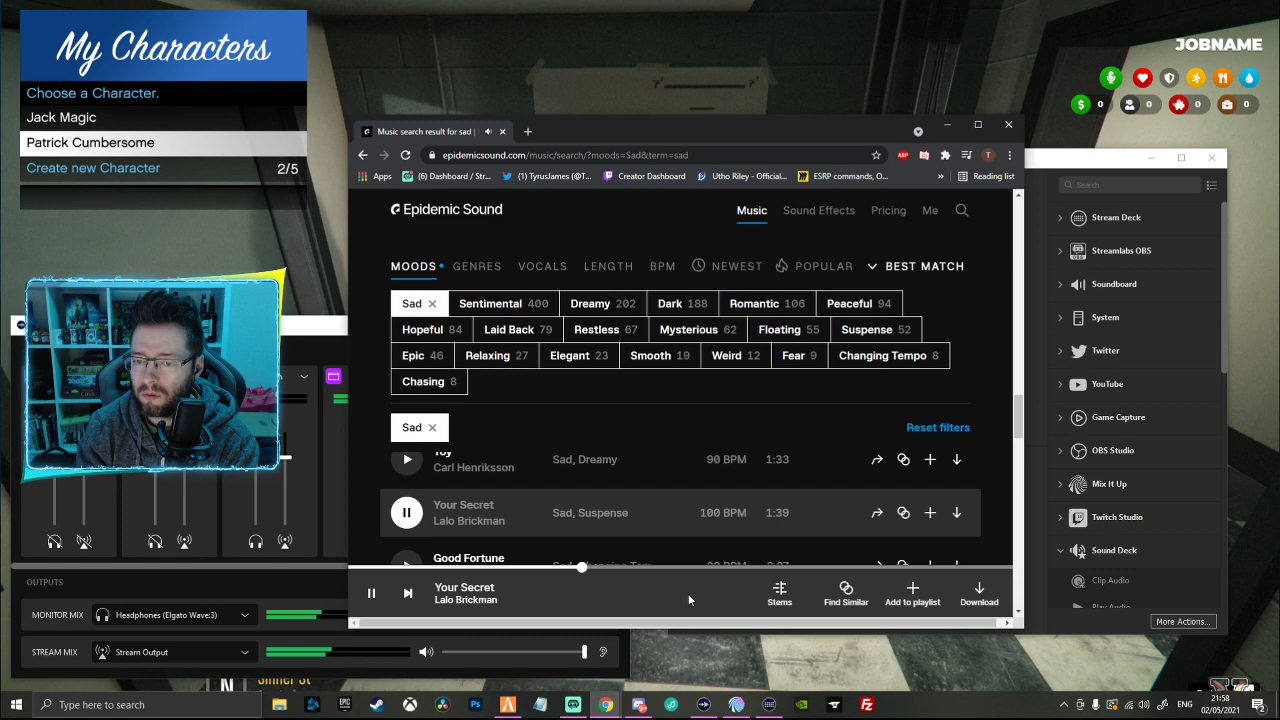 My Characters
Choose a Character.
Jack Magic
Patrick Cumbersome
Create new Character 2/5
JOBNAME
0 0 0 0
Music search result for sad |
epidemicsound.com/music/search/?moods=Sad&term=sad
Apps (6) Dashboard / Str... (1) TyrusJames (@T... Creator Dashboard Utho Riley - Official... ESRP commands, O... » Reading list
Epidemic Sound
Music Sound Effects Pricing Me
MOODS GENRES VOCALS LENGTH BPM NEWEST POPULAR BEST MATCH
Sad Sentimental 400 Dreamy 202 Dark 188 Romantic 106 Peaceful 94
Hopeful 84 Laid Back 79 Restless 67 Mysterious 62 Floating 55 Suspense 52
Epic 46 Relaxing 27 Elegant 23 Smooth 19 Weird 12 Fear 9 Changing Tempo 8
Chasing 8
Sad Reset filters
Carl Henriksson Sad, Dreamy 90 BPM 1:33
Your Secret
Lalo Brickman Sad, Suspense 100 BPM 1:39
Good Fortune
Your Secret
Lalo Brickman
Stems Find Similar Add to playlist Download
Search
Stream Deck
Streamlabs OBS
Soundboard
System
Twitter
YouTube
Game Capture
OBS Studio
Mix It Up
Twitch Studio
Sound Deck
Clip Audio
Play Audio
More Actions...
OUTPUTS
MONITOR MIX Headphones (Elgato Wave:3)
STREAM MIX Stream Output
N Sinner St
Type here to search
ENG
21:58
02/05/2021